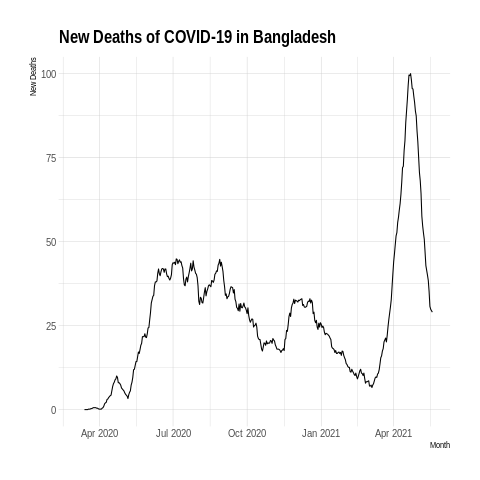 New Deaths of COVID-19 in Bangladesh
New Deaths
100
75
50
25
0
Apr 2020 Jul 2020 Oct 2020 Jan 2021 Apr 2021
Month